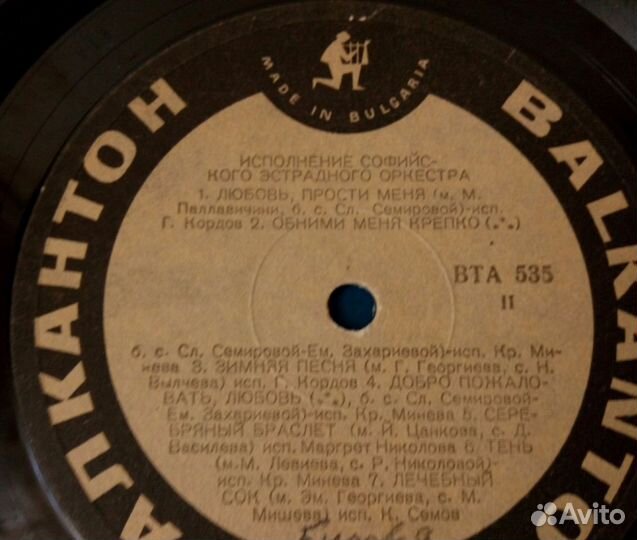 MADE IN BULGARIA
БАЛКАНТОН
BALKANTO
ИСПОЛНЕНИЕ СОФИЙС-
КОГО ЭСТРАДНОГО ОРКЕСТРА
1. ЛЮБОВЬ, ПРОСТИ МЕНЯ (м. М.
Паллавичини, б. с. Сл. Семировой)-исп.
Г. Кордов 2. ОБНИМИ МЕНЯ КРЕПКО (.*.)
ВТА 535
II
б. с. Сл. Семировой-Ем. Захариевой)-исп. Кр. Ми-
нева 3. ЗИМНЯЯ ПЕСНЯ (м. Г. Георгиева, с. Н.
Вылчева) исп. Г. Кордов 4. ДОБРО ПОЖАЛО-
ВАТЬ, ЛЮБОВЬ (.*.), б. с. Сл. Семировой-
Ем. Захариевой)-исп. Кр. Минева 5. СЕРЕ-
БРЯНЫЙ БРАСЛЕТ (м. Й. Цанкова, с. Д.
Василева) исп. Маргрет Николова 6. ТЕНЬ
(м.М. Левиева, с. Р. Николовой)-
исп. Кр. Минева 7. ЛЕЧЕБНЫЙ
СОК (м. Эм. Георгиева, с. М.
Мишева) исп. К. Семов
Avito